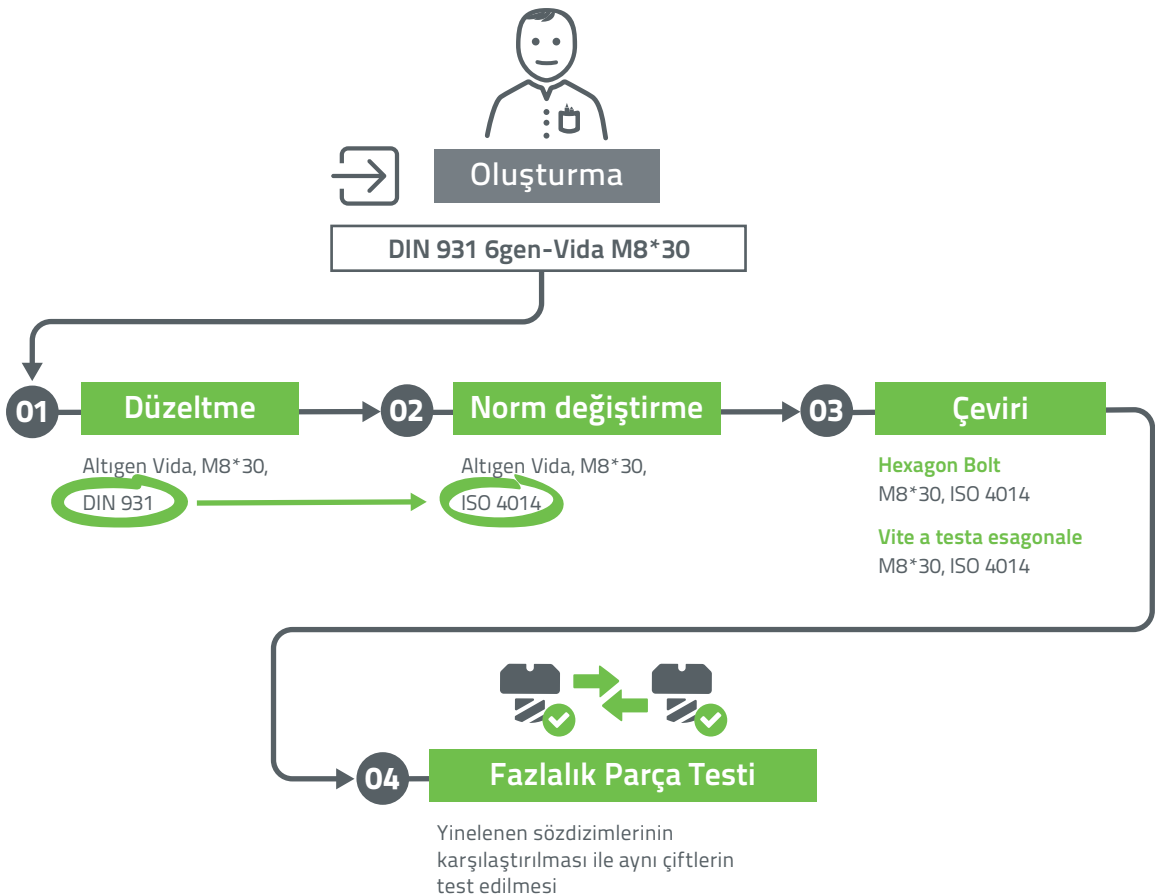 Oluşturma
DIN 931 6gen-Vida M8*30
01
Düzeltme
Altıgen Vida, M8*30,
DIN 931
02
Norm değiştirme
Altıgen Vida, M8*30,
ISO 4014
03
Çeviri
Hexagon Bolt
M8*30, ISO 4014
Vite a testa esagonale
M8*30, ISO 4014
04
Fazlalık Parça Testi
Yinelenen sözdizimlerinin
karşılaştırılması ile aynı çiftlerin
test edilmesi